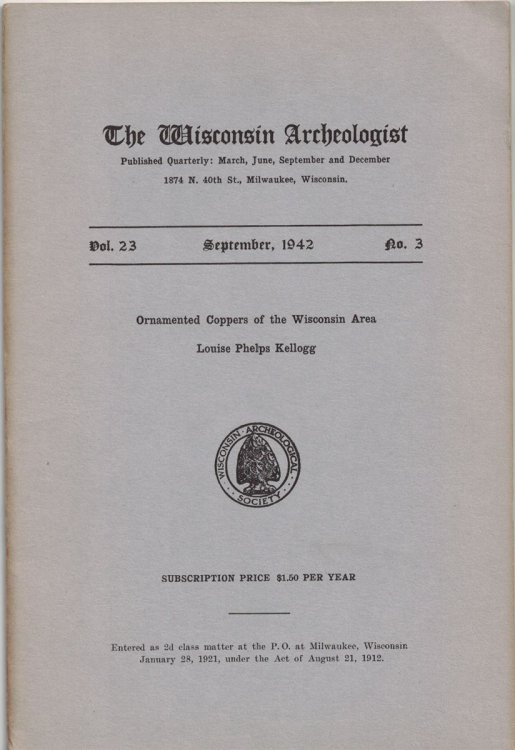 The Wisconsin Archeologist
Published Quarterly: March, June, September and December
1874 N. 40th St., Milwaukee, Wisconsin.
Vol. 23 September, 1942 No. 3
Ornamented Coppers of the Wisconsin Area
Louise Phelps Kellogg
WISCONSIN · ARCHEOLOGICAL
SOCIETY
SUBSCRIPTION PRICE $1.50 PER YEAR
Entered as 2d class matter at the P.O. at Milwaukee, Wisconsin
January 28, 1921, under the Act of August 21, 1912.